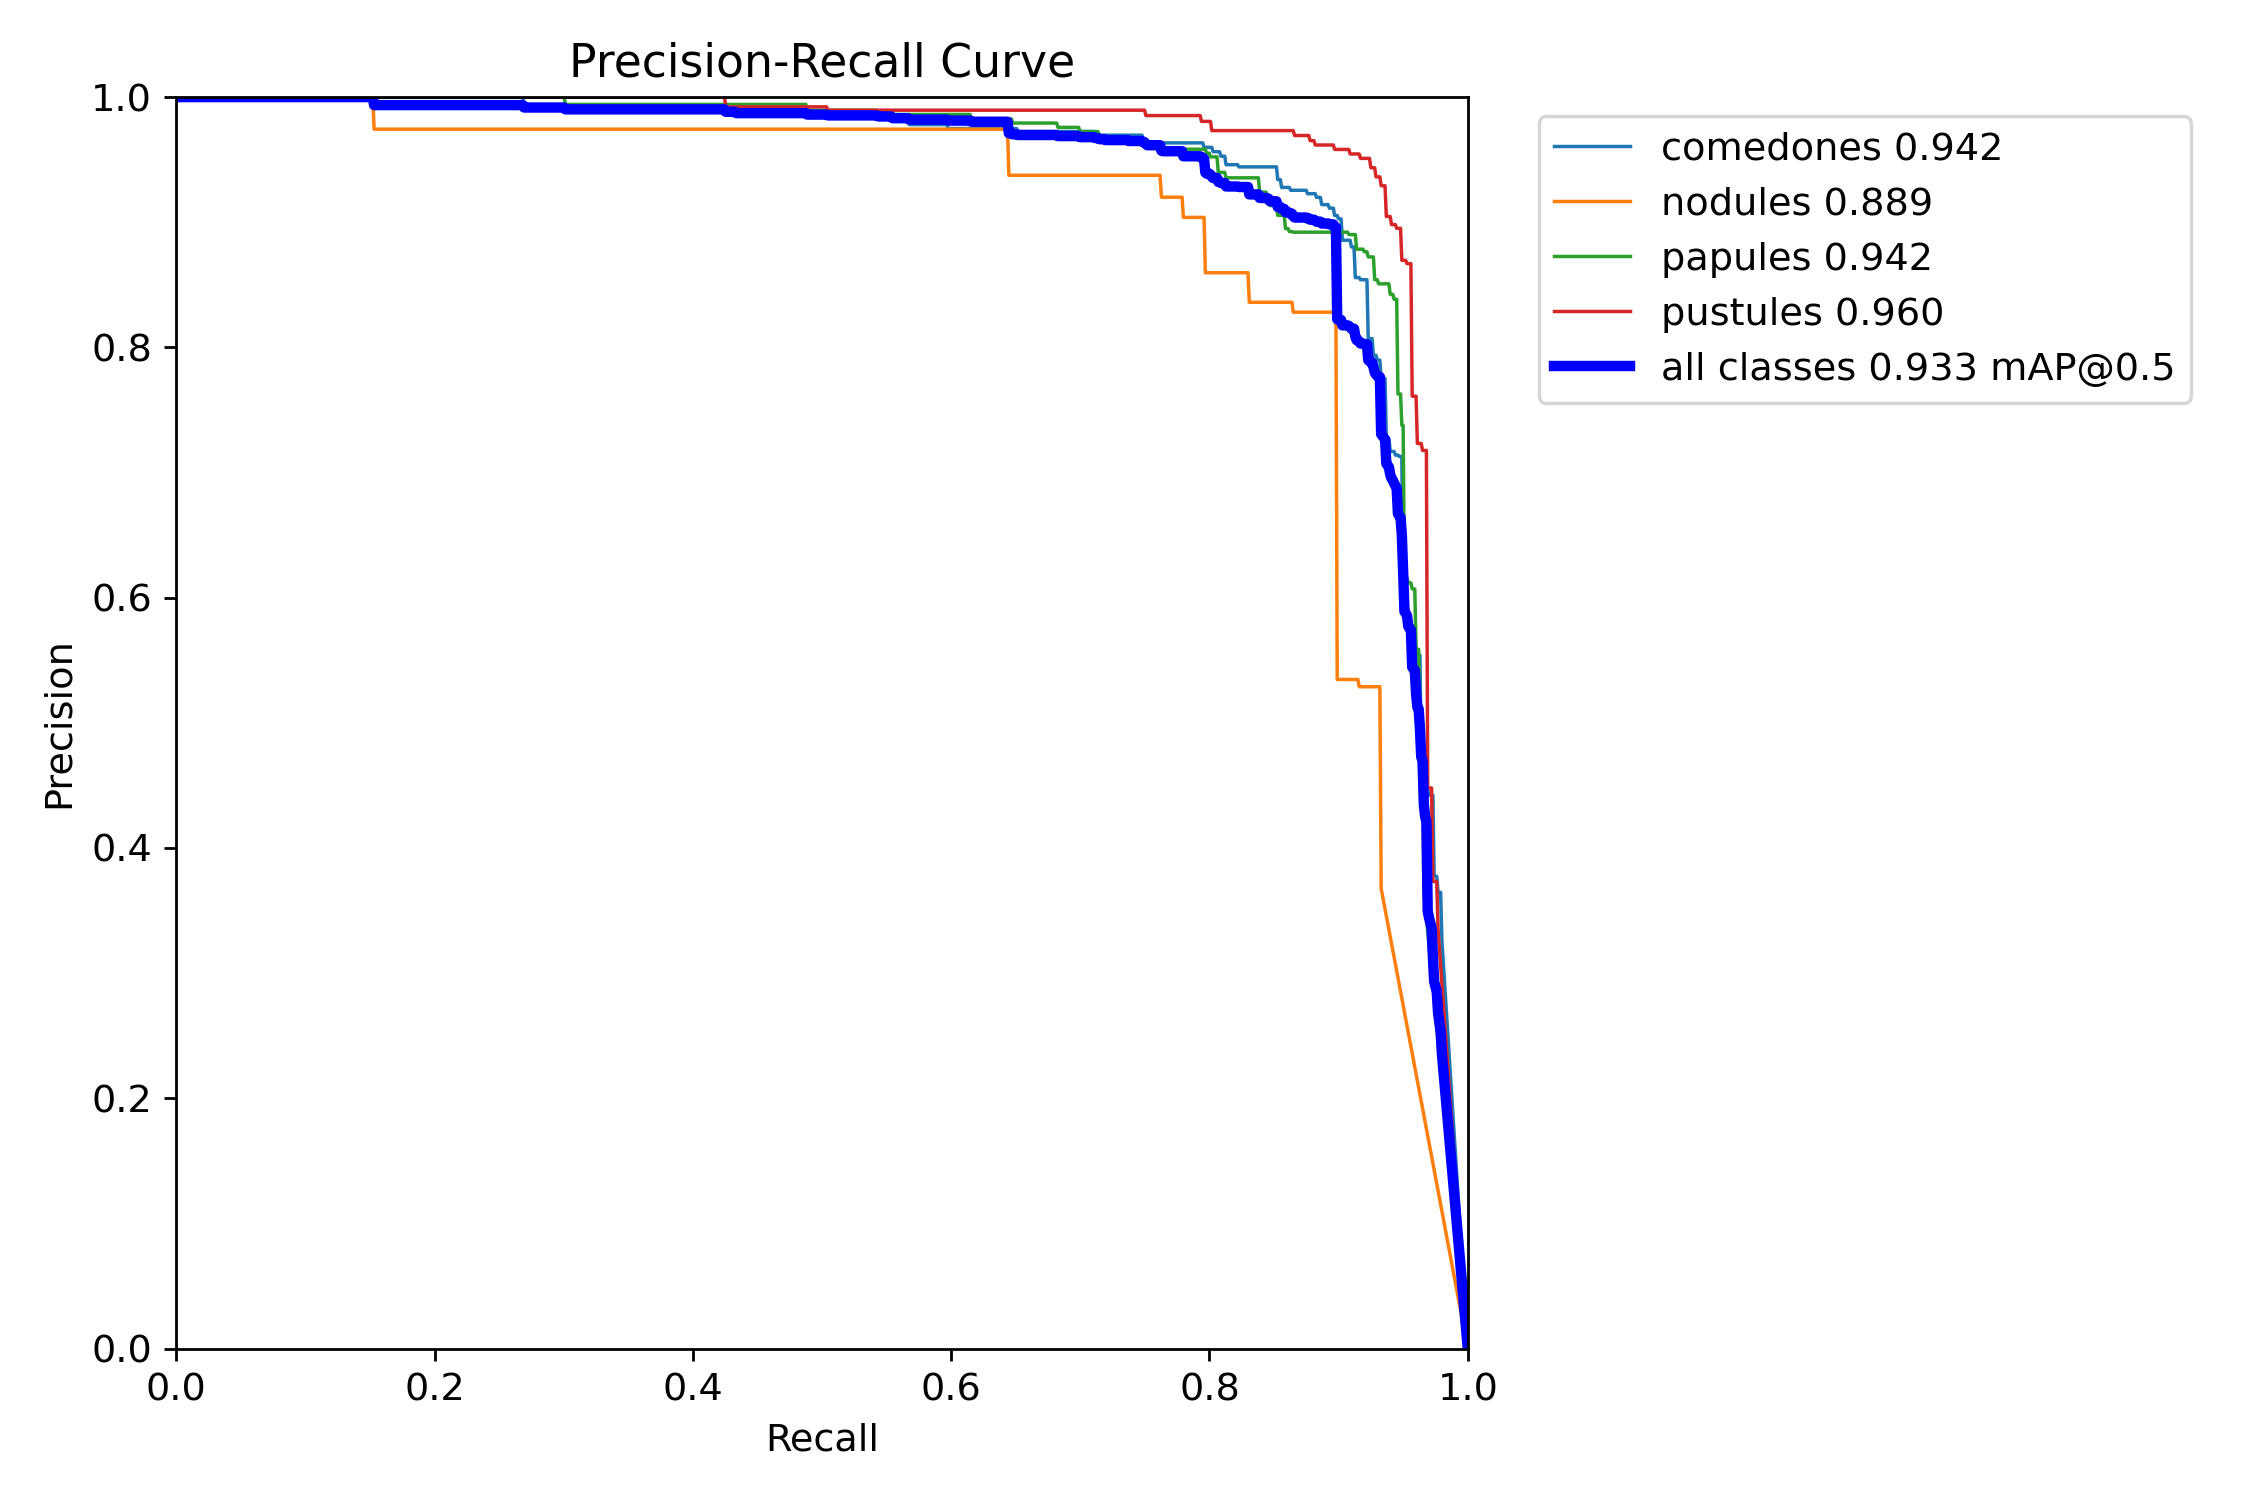 Precision-Recall Curve
1.0
0.8
0.6
0.4
0.2
0.0
Precision
0.0 0.2 0.4 0.6 0.8 1.0
Recall
comedones 0.942
nodules 0.889
papules 0.942
pustules 0.960
all classes 0.933 mAP@0.5